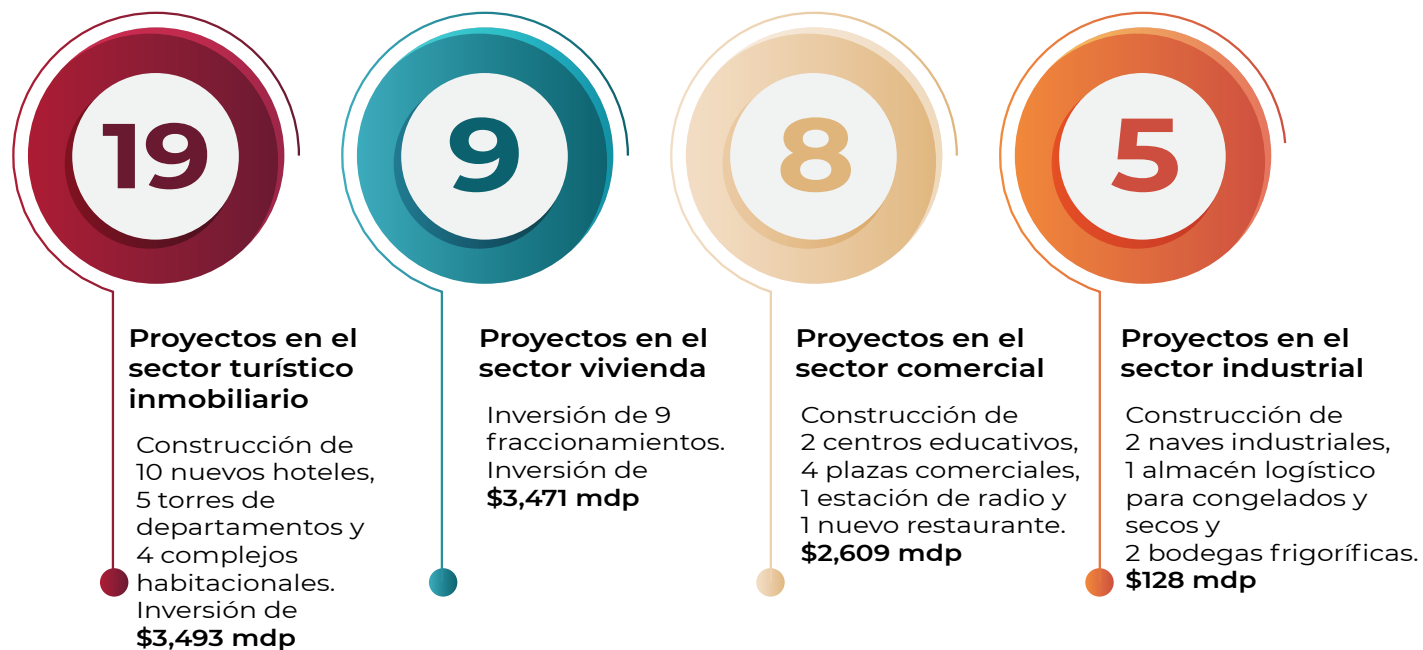 19
Proyectos en el
sector turístico
inmobiliario
Construcción de
10 nuevos hoteles,
5 torres de
departamentos y
4 complejos
habitacionales.
Inversión de
$3,493 mdp
9
Proyectos en el
sector vivienda
Inversión de 9
fraccionamientos.
Inversión de
$3,471 mdp
8
Proyectos en el
sector comercial
Construcción de
2 centros educativos,
4 plazas comerciales,
1 estación de radio y
1 nuevo restaurante.
$2,609 mdp
5
Proyectos en el
sector industrial
Construcción de
2 naves industriales,
1 almacén logístico
para congelados y
secos y
2 bodegas frigoríficas.
$128 mdp